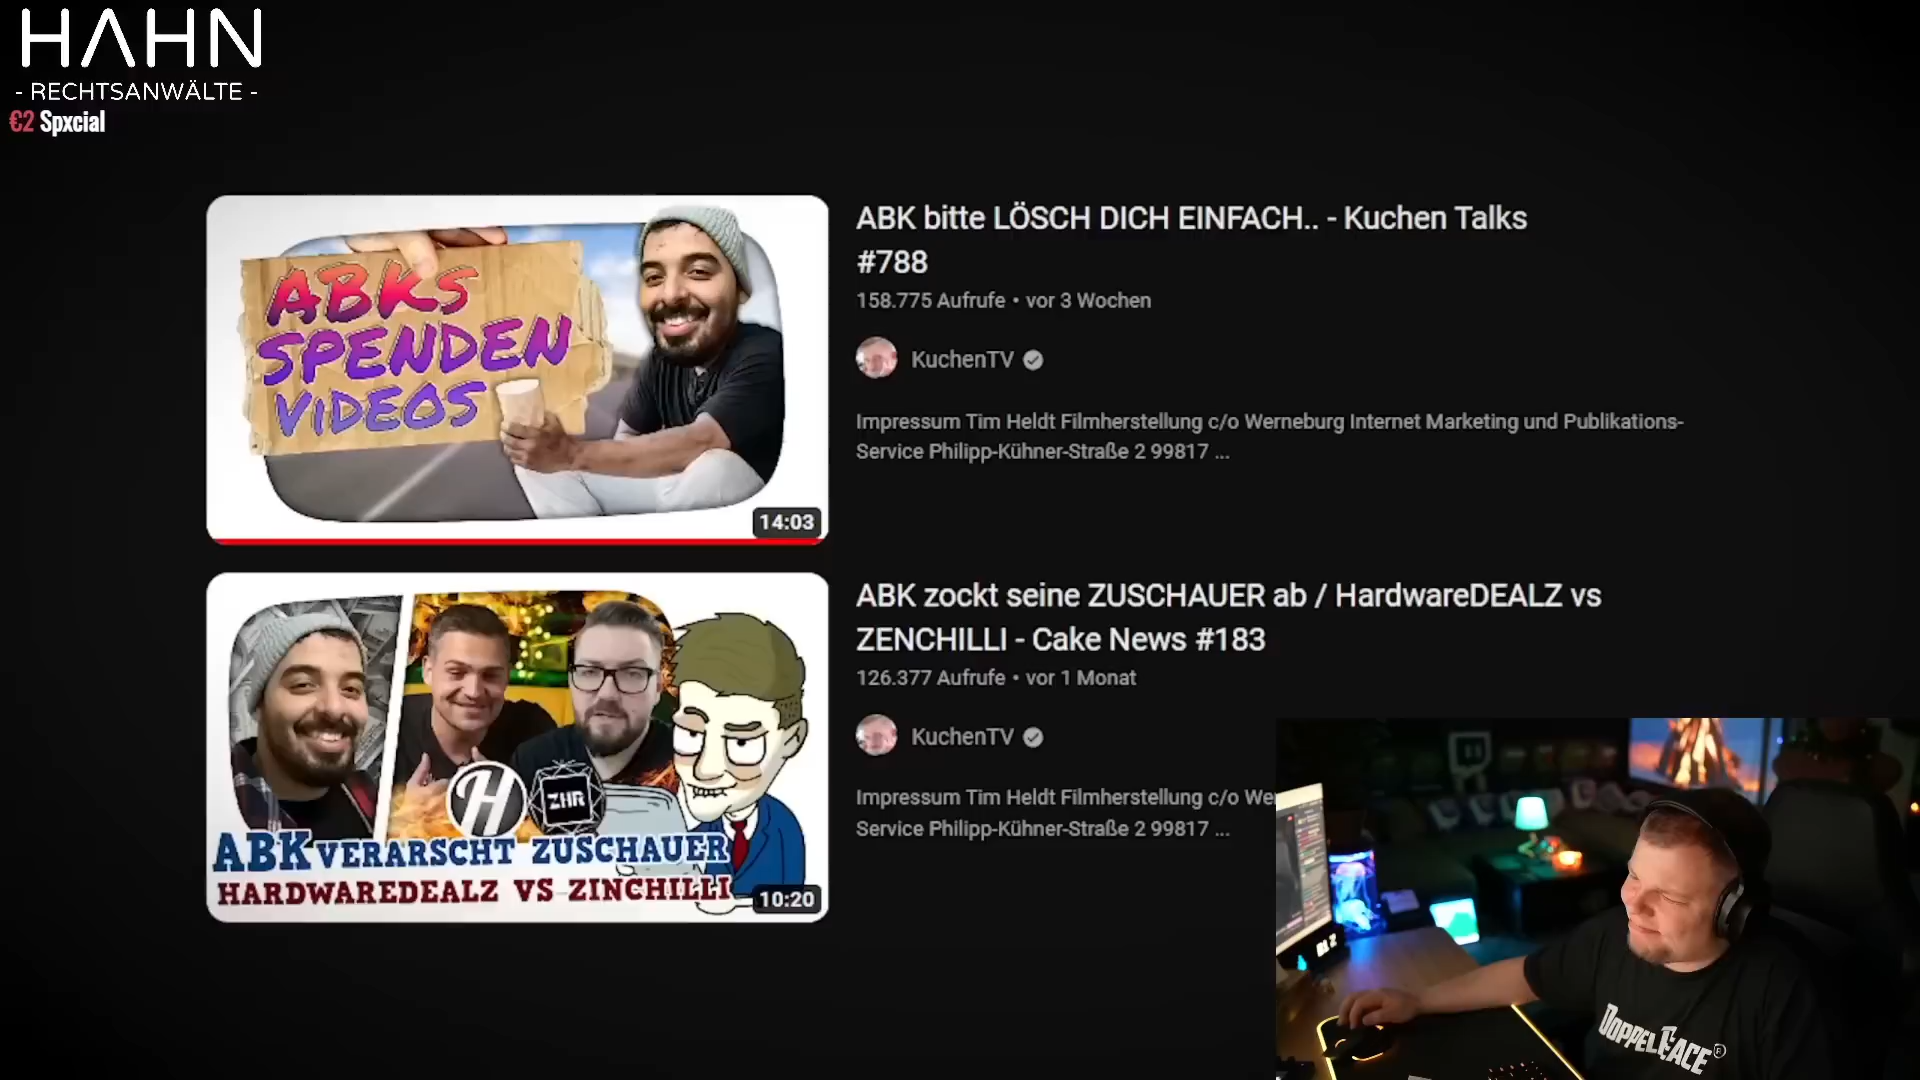 HAHN
- RECHTSANWÄLTE -
€2 Spxcial
ABKS
SPENDEN
VIDEOS
14:03
ABK bitte LÖSCH DICH EINFACH.. - Kuchen Talks
#788
158.775 Aufrufe • vor 3 Wochen
KuchenTV
Impressum Tim Heldt Filmherstellung c/o Werneburg Internet Marketing und Publikations-
Service Philipp-Kühner-Straße 2 99817 ...
H
ZHR
ABK VERARSCHT ZUSCHAUER
HARDWAREDEALZ VS ZINCHILLI
10:20
ABK zockt seine ZUSCHAUER ab / HardwareDEALZ vs
ZENCHILLI - Cake News #183
126.377 Aufrufe • vor 1 Monat
KuchenTV
Impressum Tim Heldt Filmherstellung c/o We
Service Philipp-Kühner-Straße 2 99817 ...
DOPPELFACE®